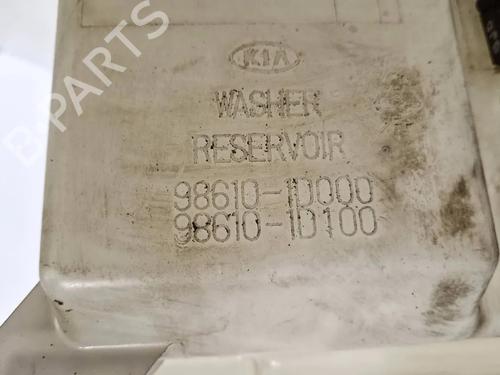 B-PARTS
KIA
WASHER
RESERVOIR
98610-1D000
98610-1D100